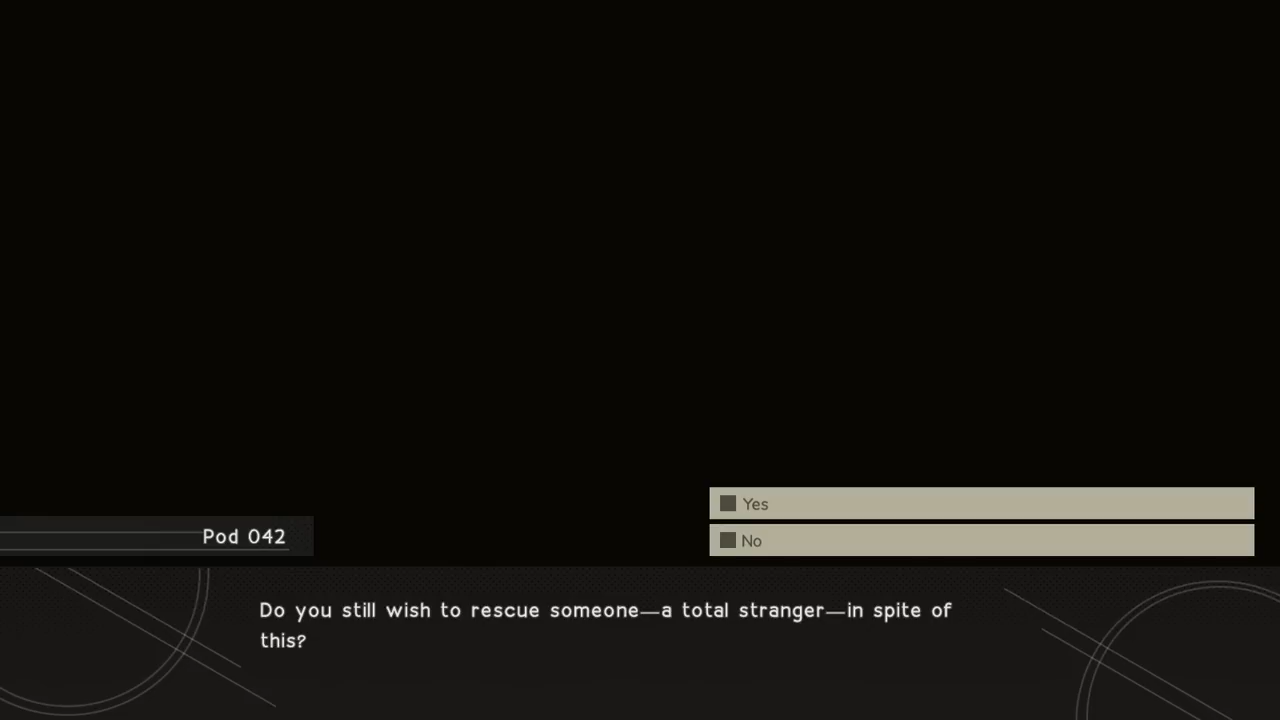 Yes
No
Pod 042
Do you still wish to rescue someone—a total stranger—in spite of
this?